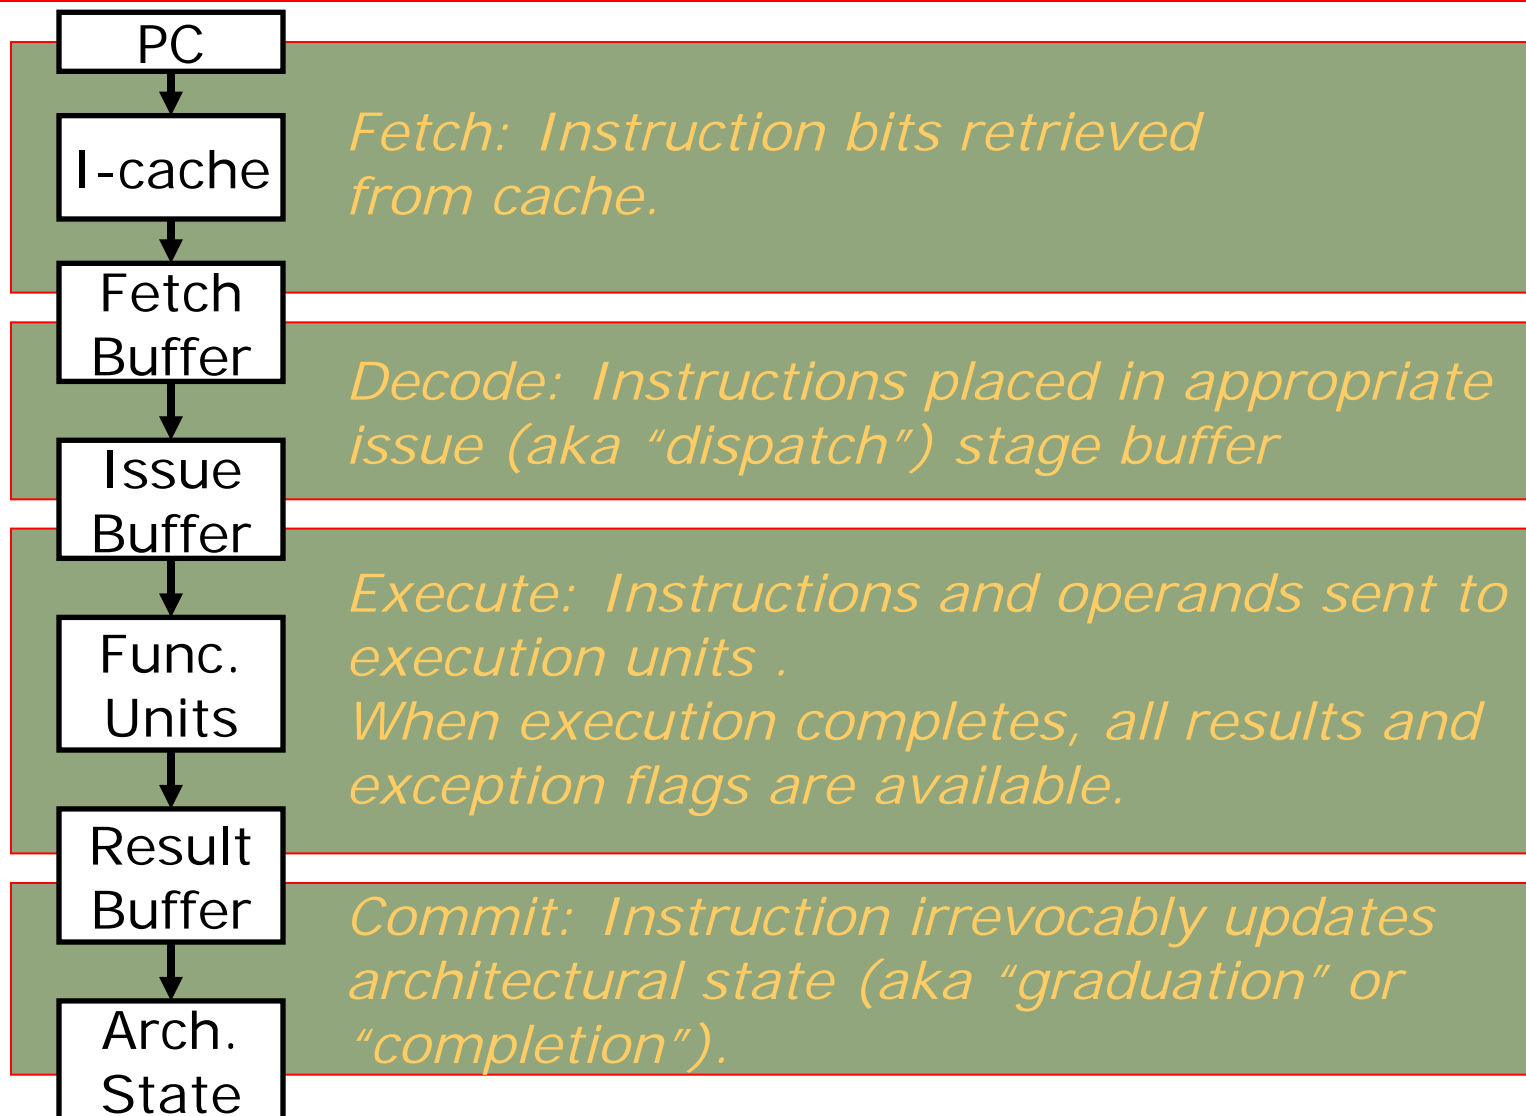 PC
I-cache
Fetch: Instruction bits retrieved
from cache.
Fetch
Buffer
Decode: Instructions placed in appropriate
issue (aka “dispatch”) stage buffer
Issue
Buffer
Execute: Instructions and operands sent to
execution units .
When execution completes, all results and
exception flags are available.
Func.
Units
Result
Buffer
Commit: Instruction irrevocably updates
architectural state (aka “graduation” or
“completion”).
Arch.
State